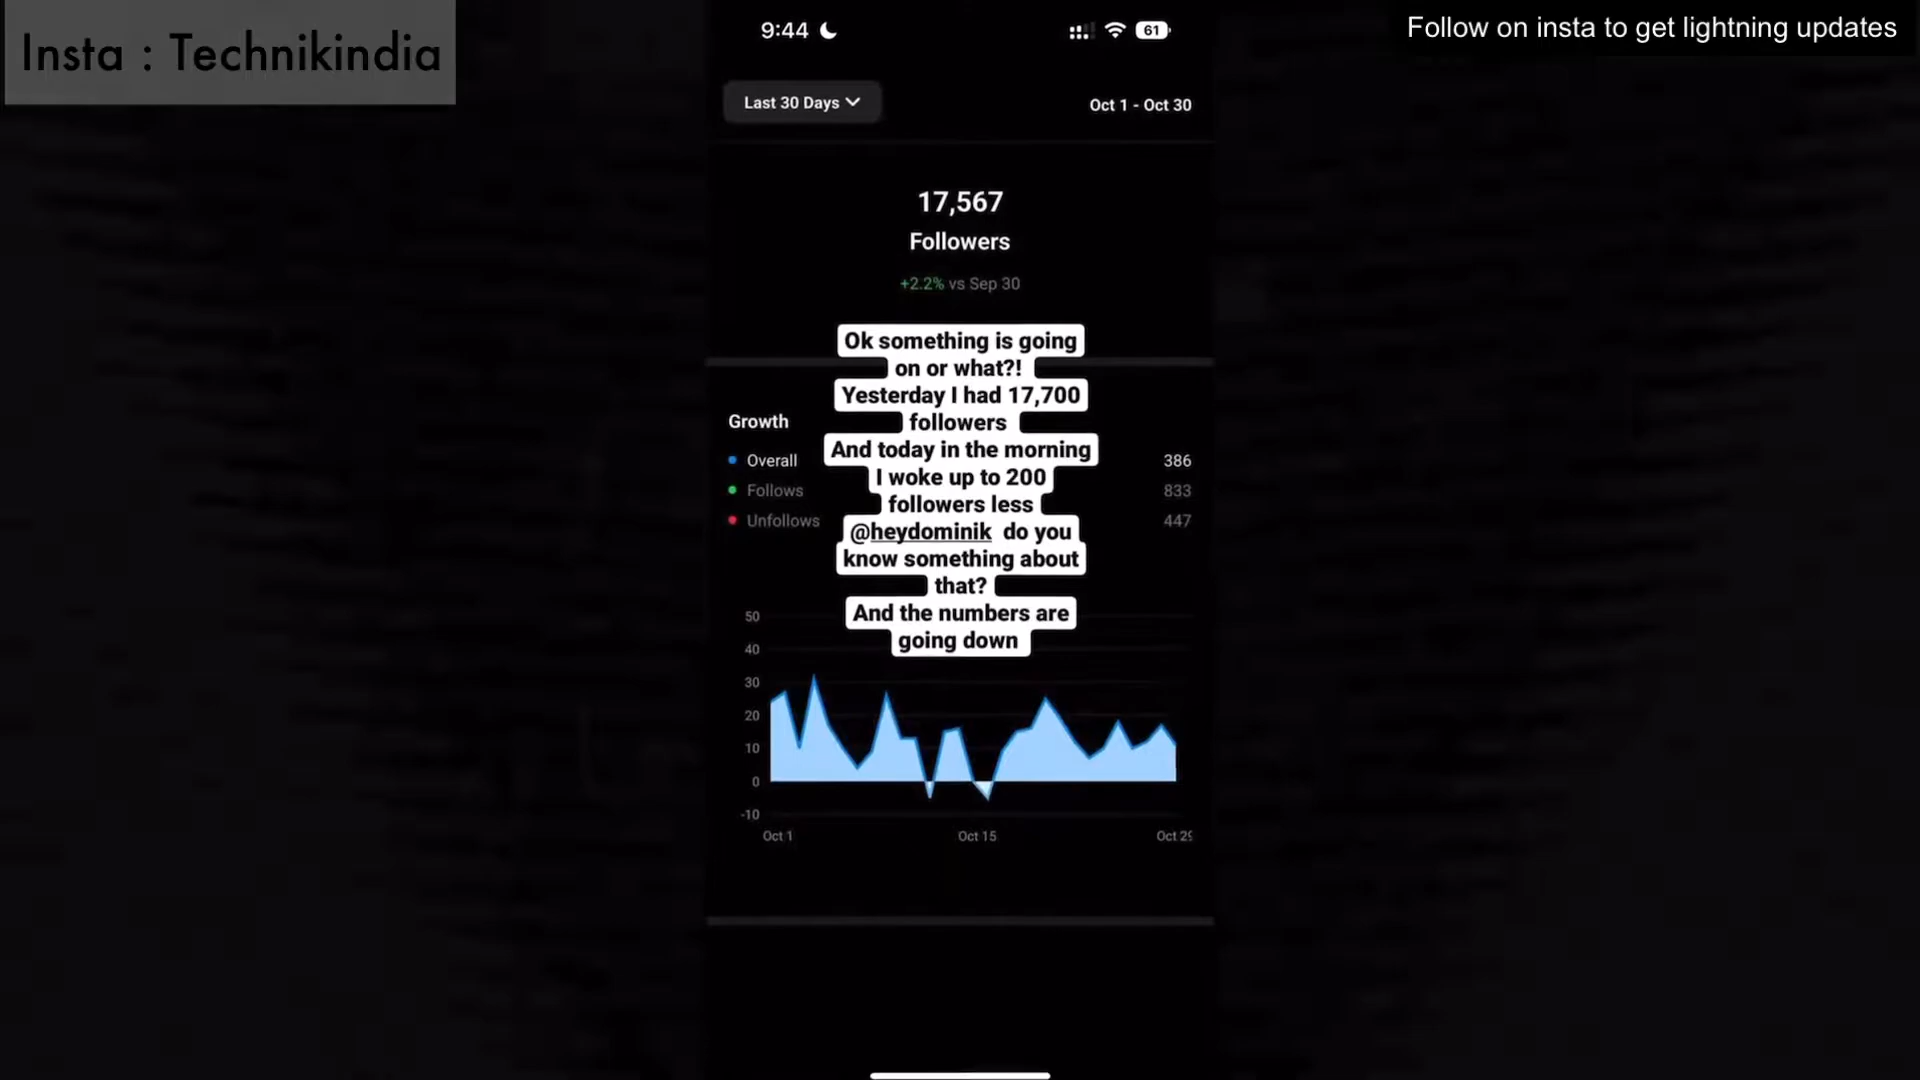 Insta : Technikindia
Follow on insta to get lightning updates
9:44
61
Last 30 Days
Oct 1 - Oct 30
17,567
Followers
+2.2% vs Sep 30
Ok something is going
on or what?!
Yesterday I had 17,700
followers
And today in the morning
I woke up to 200
followers less
@heydominik do you
know something about
that?
And the numbers are
going down
Growth
Overall 386
Follows 833
Unfollows 447
50
40
30
20
10
0
-10
Oct 1
Oct 15
Oct 29